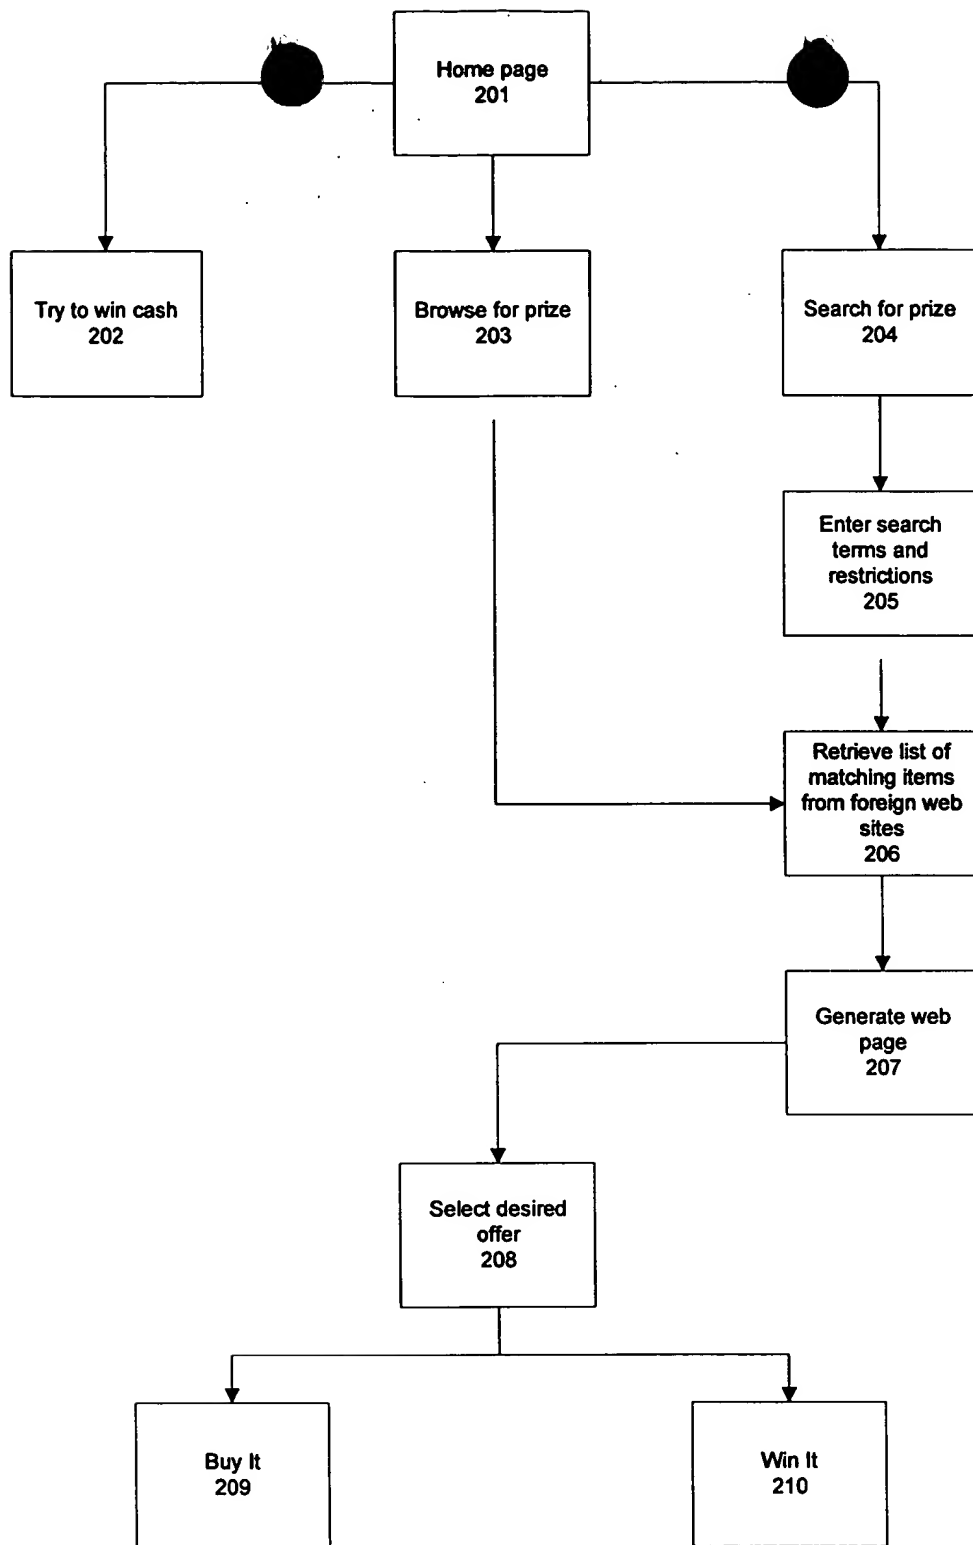 Home page
201
Try to win cash
202
Browse for prize
203
Search for prize
204
Enter search
terms and
restrictions
205
Retrieve list of
matching items
from foreign web
sites
206
Generate web
page
207
Select desired
offer
208
Buy It
209
Win It
210